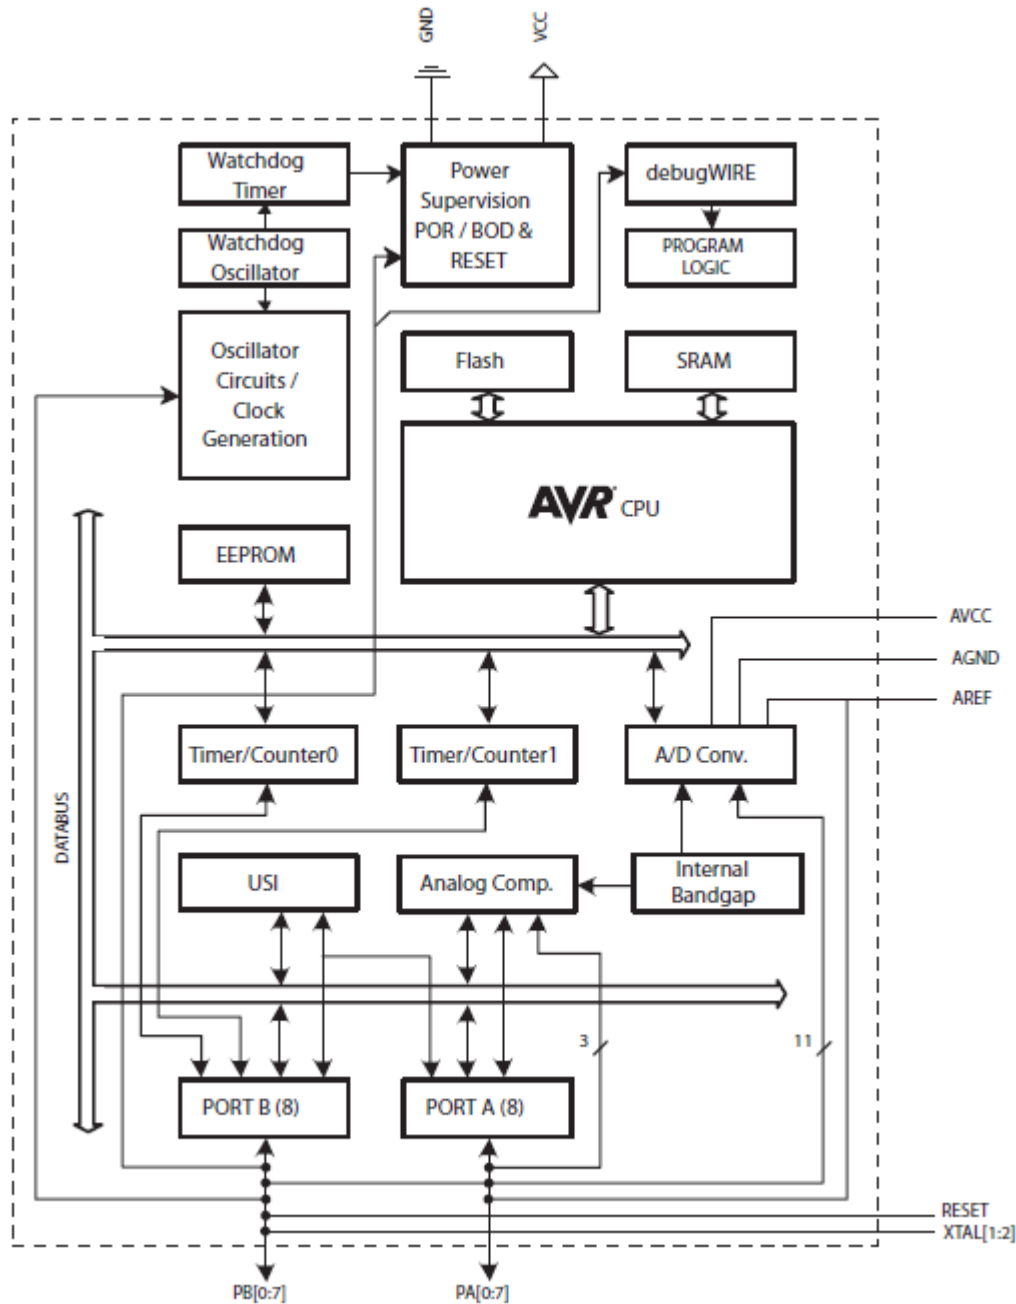 GND
VCC
Watchdog
Timer
Power
Supervision
POR / BOD &
RESET
debugWIRE
Watchdog
Oscillator
PROGRAM
LOGIC
Oscillator
Circuits /
Clock
Generation
Flash
SRAM
AVR CPU
EEPROM
AVCC
AGND
AREF
Timer/Counter0
Timer/Counter1
A/D Conv.
DATABUS
USI
Analog Comp.
Internal
Bandgap
3
11
PORT B (8)
PORT A (8)
RESET
XTAL[1:2]
PB[0:7]
PA[0:7]